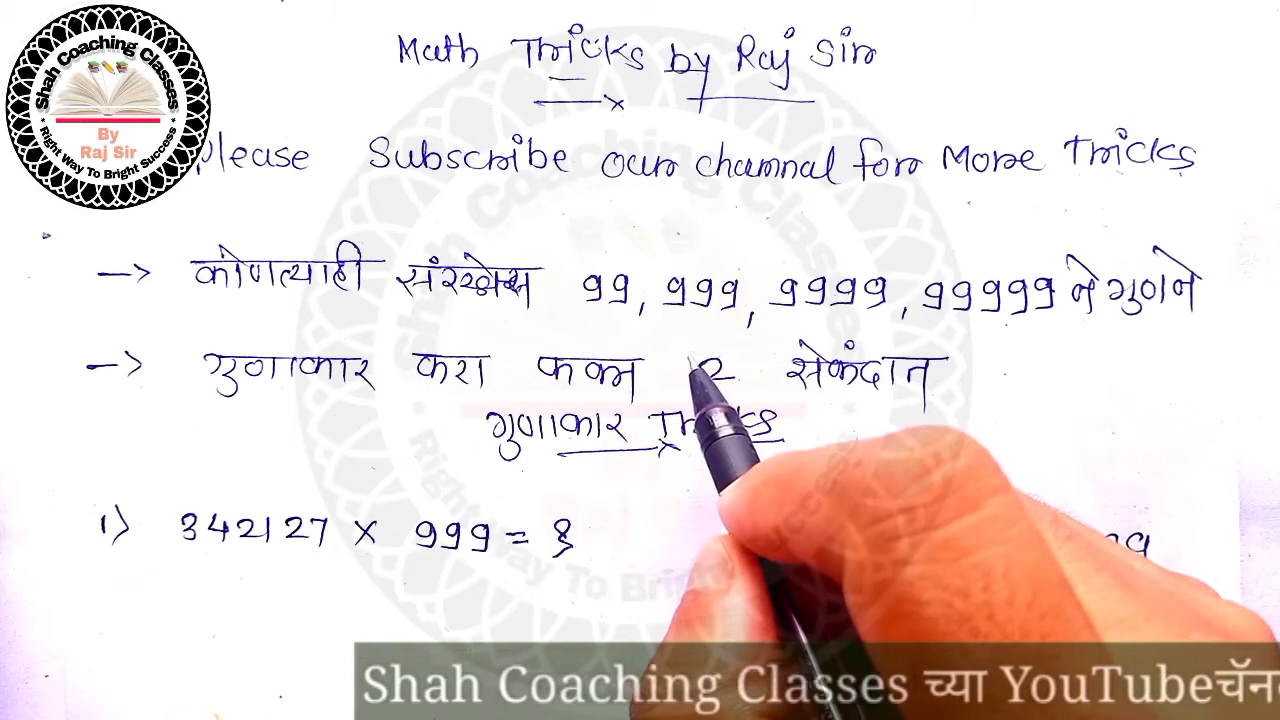 Shah Coaching Classes
By
Raj Sir
Right Way To Bright Success
Math Tricks by Raj Sir
Please Subscribe our channal for More Tricks
→ कोणत्याही संख्येस 99, 999, 9999, 99999 ने गुणने
→ गुणाकार करा फक्त 2 सेकंदात
गुणाकार Tricks
1) 342127 × 999 = ?
Shah Coaching Classes च्या YouTubeचॅन